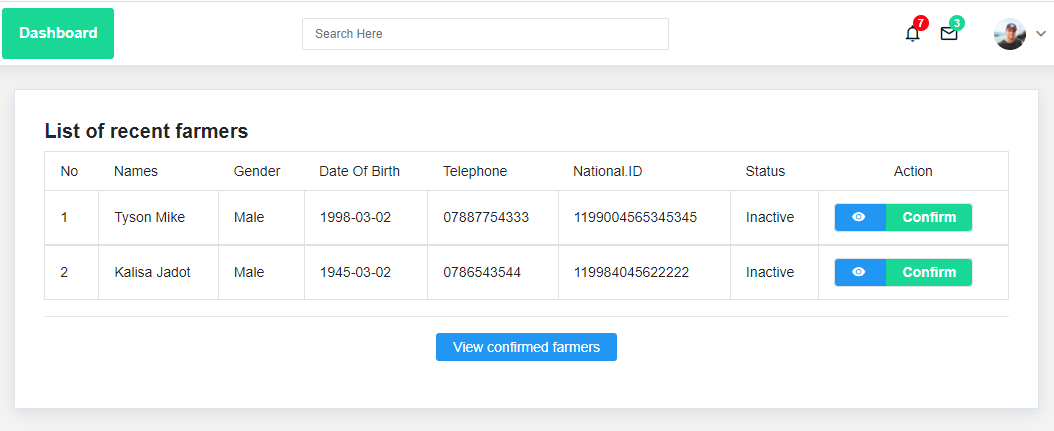 Dashboard Search Here 7 3
List of recent farmers
No Names Gender Date Of Birth Telephone National.ID Status Action
1 Tyson Mike Male 1998-03-02 07887754333 1199004565345345 Inactive Confirm
2 Kalisa Jadot Male 1945-03-02 0786543544 119984045622222 Inactive Confirm
View confirmed farmers